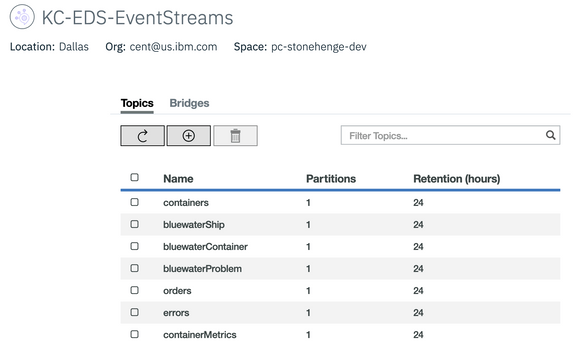 KC-EDS-EventStreams
Location: Dallas Org: cent@us.ibm.com Space: pc-stonehenge-dev
Topics Bridges
Filter Topics...
Name Partitions Retention (hours)
containers 1 24
bluewaterShip 1 24
bluewaterContainer 1 24
bluewaterProblem 1 24
orders 1 24
errors 1 24
containerMetrics 1 24